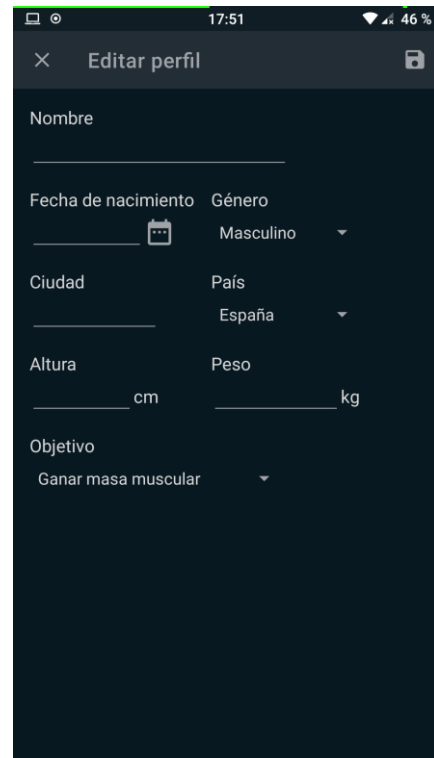 17:51 46 %
Editar perfil
Nombre
Fecha de nacimiento Género
Masculino
Ciudad País
España
Altura Peso
cm kg
Objetivo
Ganar masa muscular